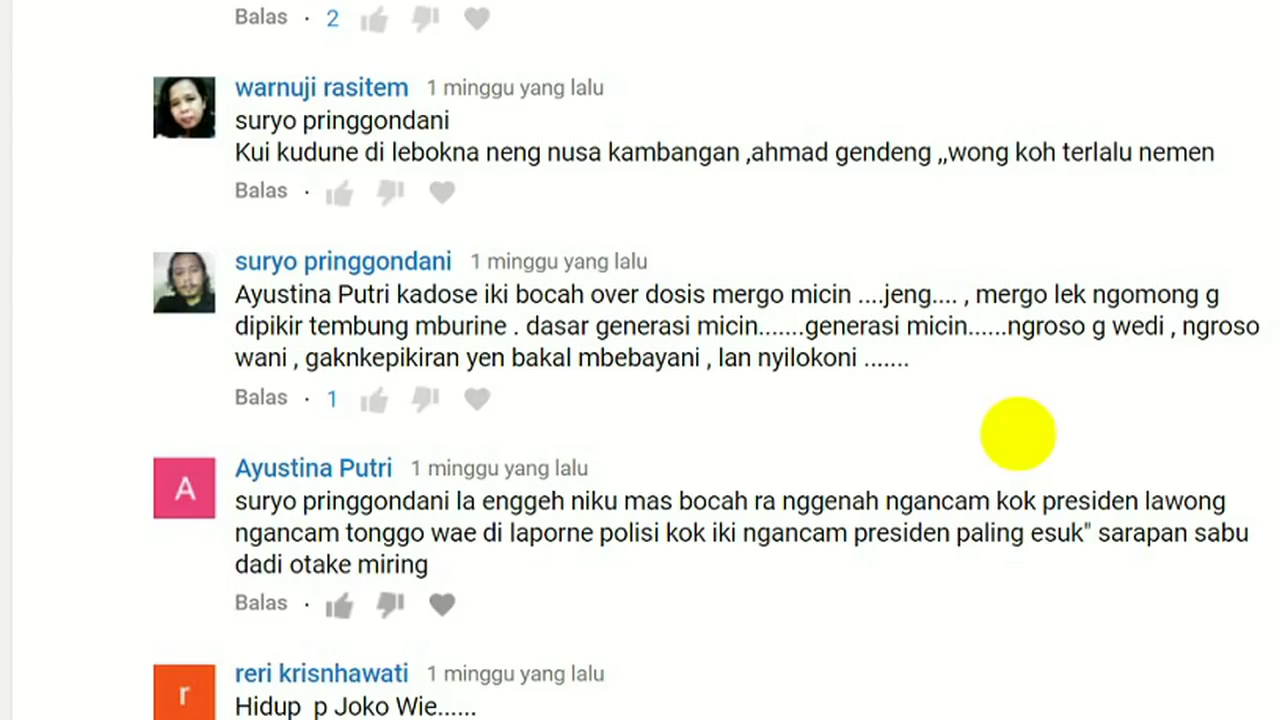 Balas · 2
warnuji rasitem 1 minggu yang lalu
suryo pringgondani
Kui kudune di lebokna neng nusa kambangan ,ahmad gendeng ,,wong koh terlalu nemen
Balas ·
suryo pringgondani 1 minggu yang lalu
Ayustina Putri kadose iki bocah over dosis mergo micin ....jeng.... , mergo lek ngomong g
dipikir tembung mburine . dasar generasi micin.......generasi micin......ngroso g wedi , ngroso
wani , gaknkepikiran yen bakal mbebayani , lan nyilokoni .......
Balas · 1
A
Ayustina Putri 1 minggu yang lalu
suryo pringgondani la enggeh niku mas bocah ra nggenah ngancam kok presiden lawong
ngancam tonggo wae di laporne polisi kok iki ngancam presiden paling esuk" sarapan sabu
dadi otake miring
Balas ·
r
reri krisnhawati 1 minggu yang lalu
Hidup p Joko Wie......